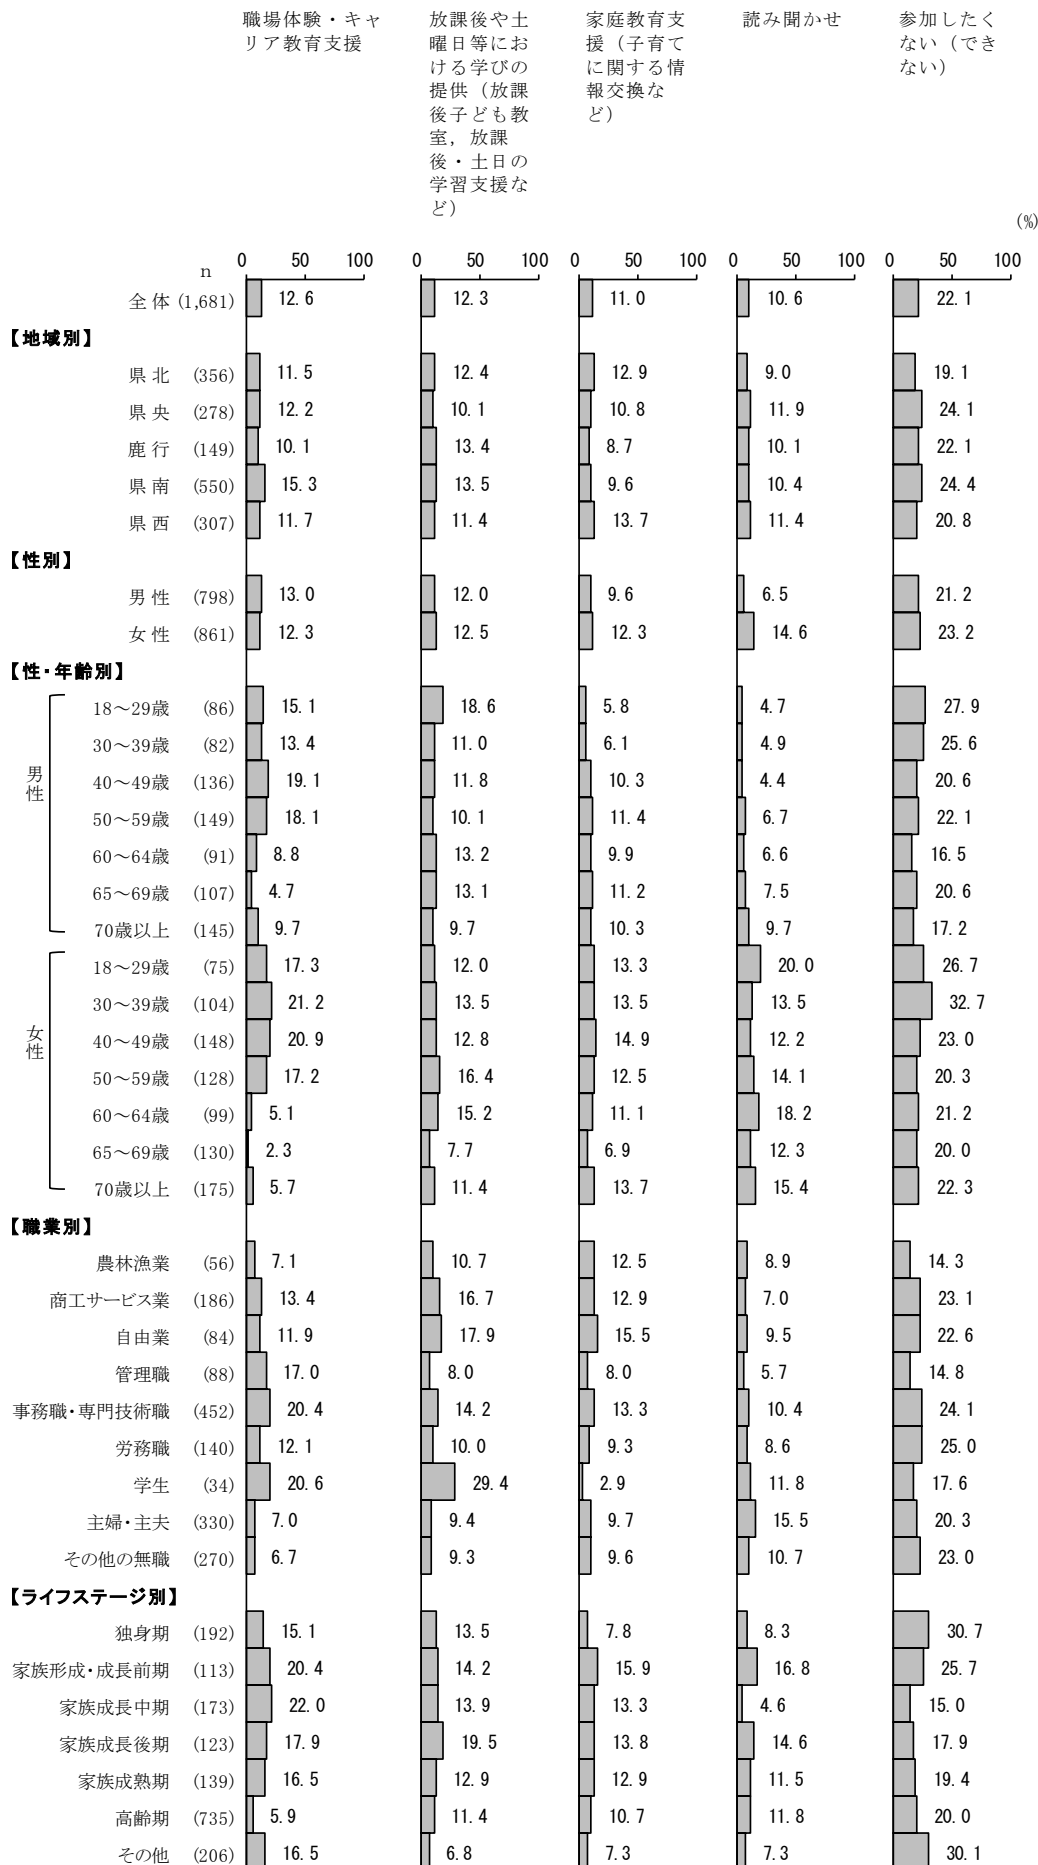 職場体験・キャ
リア教育支援
放課後や土
曜日等にお
ける学びの
提供（放課
後子ども教
室，放課
後・土日の
学習支援な
ど）
家庭教育支
援（子育て
に関する情
報交換な
ど）
読み聞かせ
参加したく
ない（でき
ない）
(%)
n 0 50 100 0 50 100 0 50 100 0 50 100 0 50 100
全体 (1,681) 12.6 12.3 11.0 10.6 22.1
【地域別】
県北 (356) 11.5 12.4 12.9 9.0 19.1
県央 (278) 12.2 10.1 10.8 11.9 24.1
鹿行 (149) 10.1 13.4 8.7 10.1 22.1
県南 (550) 15.3 13.5 9.6 10.4 24.4
県西 (307) 11.7 11.4 13.7 11.4 20.8
【性別】
男性 (798) 13.0 12.0 9.6 6.5 21.2
女性 (861) 12.3 12.5 12.3 14.6 23.2
【性・年齢別】
男性
18～29歳 (86) 15.1 18.6 5.8 4.7 27.9
30～39歳 (82) 13.4 11.0 6.1 4.9 25.6
40～49歳 (136) 19.1 11.8 10.3 4.4 20.6
50～59歳 (149) 18.1 10.1 11.4 6.7 22.1
60～64歳 (91) 8.8 13.2 9.9 6.6 16.5
65～69歳 (107) 4.7 13.1 11.2 7.5 20.6
70歳以上 (145) 9.7 9.7 10.3 9.7 17.2
女性
18～29歳 (75) 17.3 12.0 13.3 20.0 26.7
30～39歳 (104) 21.2 13.5 13.5 13.5 32.7
40～49歳 (148) 20.9 12.8 14.9 12.2 23.0
50～59歳 (128) 17.2 16.4 12.5 14.1 20.3
60～64歳 (99) 5.1 15.2 11.1 18.2 21.2
65～69歳 (130) 2.3 7.7 6.9 12.3 20.0
70歳以上 (175) 5.7 11.4 13.7 15.4 22.3
【職業別】
農林漁業 (56) 7.1 10.7 12.5 8.9 14.3
商工サービス業 (186) 13.4 16.7 12.9 7.0 23.1
自由業 (84) 11.9 17.9 15.5 9.5 22.6
管理職 (88) 17.0 8.0 8.0 5.7 14.8
事務職・専門技術職 (452) 20.4 14.2 13.3 10.4 24.1
労務職 (140) 12.1 10.0 9.3 8.6 25.0
学生 (34) 20.6 29.4 2.9 11.8 17.6
主婦・主夫 (330) 7.0 9.4 9.7 15.5 20.3
その他の無職 (270) 6.7 9.3 9.6 10.7 23.0
【ライフステージ別】
独身期 (192) 15.1 13.5 7.8 8.3 30.7
家族形成・成長前期 (113) 20.4 14.2 15.9 16.8 25.7
家族成長中期 (173) 22.0 13.9 13.3 4.6 15.0
家族成長後期 (123) 17.9 19.5 13.8 14.6 17.9
家族成熟期 (139) 16.5 12.9 12.9 11.5 19.4
高齢期 (735) 5.9 11.4 10.7 11.8 20.0
その他 (206) 16.5 6.8 7.3 7.3 30.1